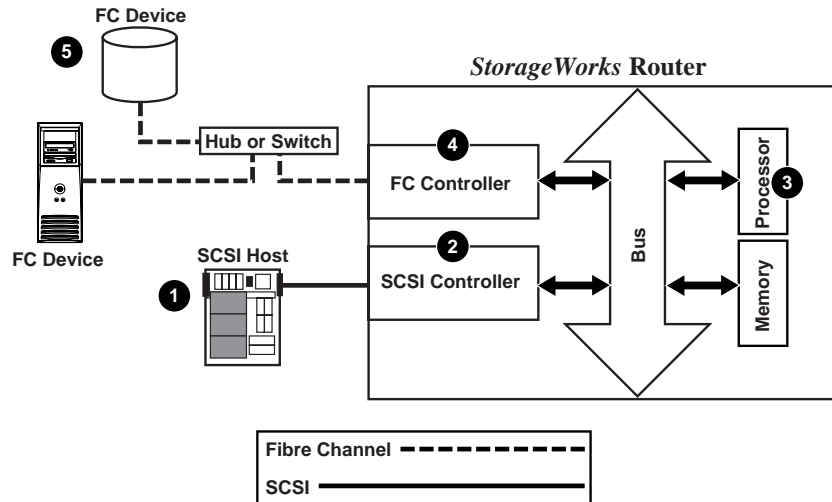 FC Device
5
StorageWorks Router
Hub or Switch
4
FC Controller
Processor
3
FC Device
SCSI Host
2
SCSI Controller
Bus
1
Memory
Fibre Channel
SCSI